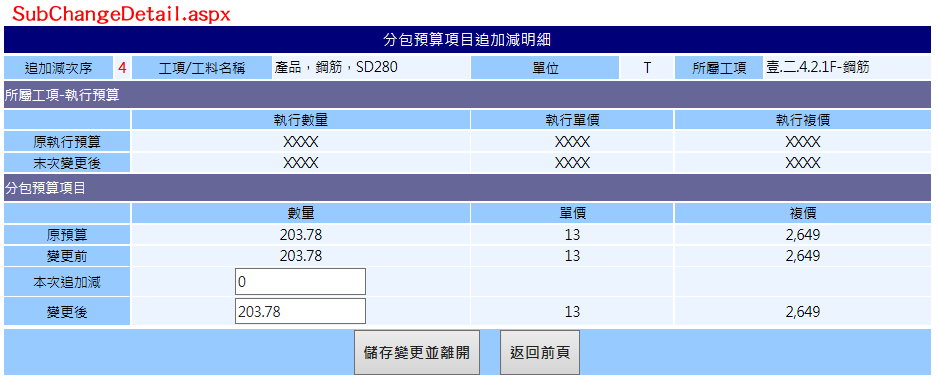 SubChangeDetail.aspx
分包預算項目追加減明細
追加減次序 4 工項/工料名稱 產品，鋼筋，SD280 單位 T 所屬工項 壹.二.4.2.1F-鋼筋
所屬工項-執行預算
執行數量 執行單價 執行複價
原執行預算 XXXX XXXX XXXX
末次變更後 XXXX XXXX XXXX
分包預算項目
數量 單價 複價
原預算 203.78 13 2,649
變更前 203.78 13 2,649
本次追加減 0
變更後 203.78 13 2,649
儲存變更並離開 返回前頁